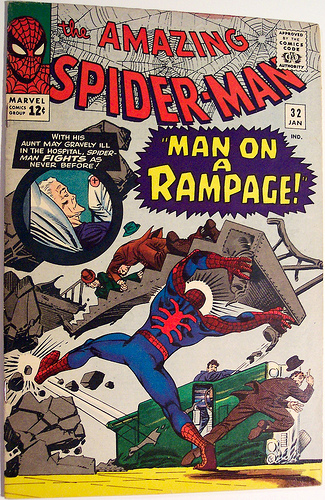 the AMAZING
SPIDER-MAN
APPROVED
BY THE
COMICS
CODE
AUTHORITY
MARVEL
COMICS
GROUP 12¢
32
JAN
IND.
WITH HIS
AUNT MAY GRAVELY ILL
IN THE HOSPITAL, SPIDER-
MAN FIGHTS AS
NEVER BEFORE!
"MAN ON
A
RAMPAGE!"